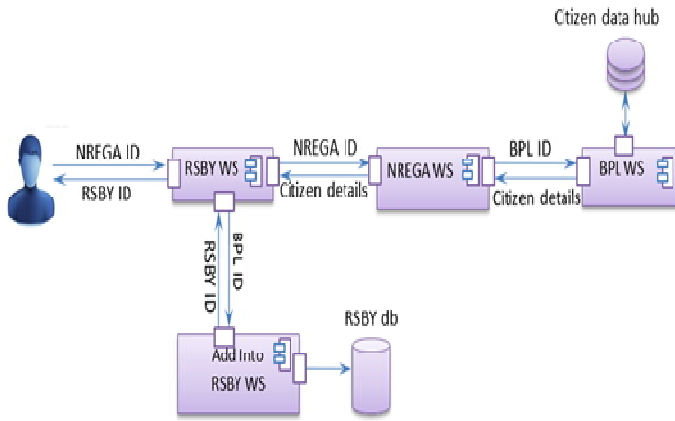 Ctizen data hub
NREGA ID
RSBY ID
RSBY WS
NREGA ID
Citizen details
NREGA WS
BPL ID
Citizen details
BPL WS
RSBY ID
BPL ID
Add Into
RSBY WS
RSBY db